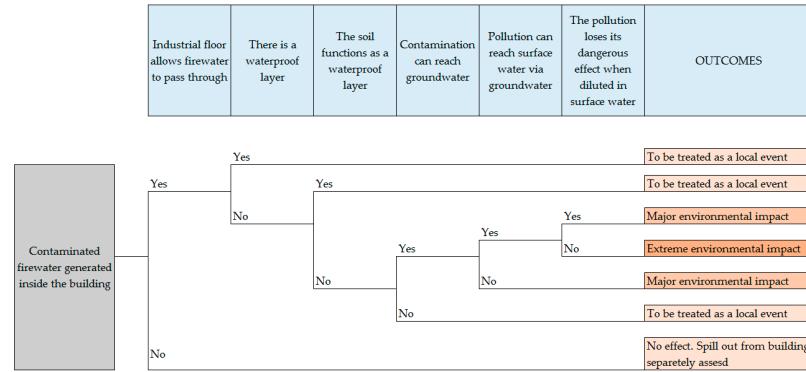 Industrial floor
allows firewater
to pass through
There is a
waterproof
layer
The soil
functions as a
waterproof
layer
Contamination
can reach
groundwater
Pollution can
reach surface
water via
groundwater
The pollution
loses its
dangerous
effect when
diluted in
surface water
OUTCOMES
Contaminated
firewater generated
inside the building
Yes
To be treated as a local event
Yes
Yes
To be treated as a local event
No
Yes
Major environmental impact
Yes
Yes
No
Extreme environmental impact
No
No
Major environmental impact
No
To be treated as a local event
No
No effect. Spill out from building
separetely assesd